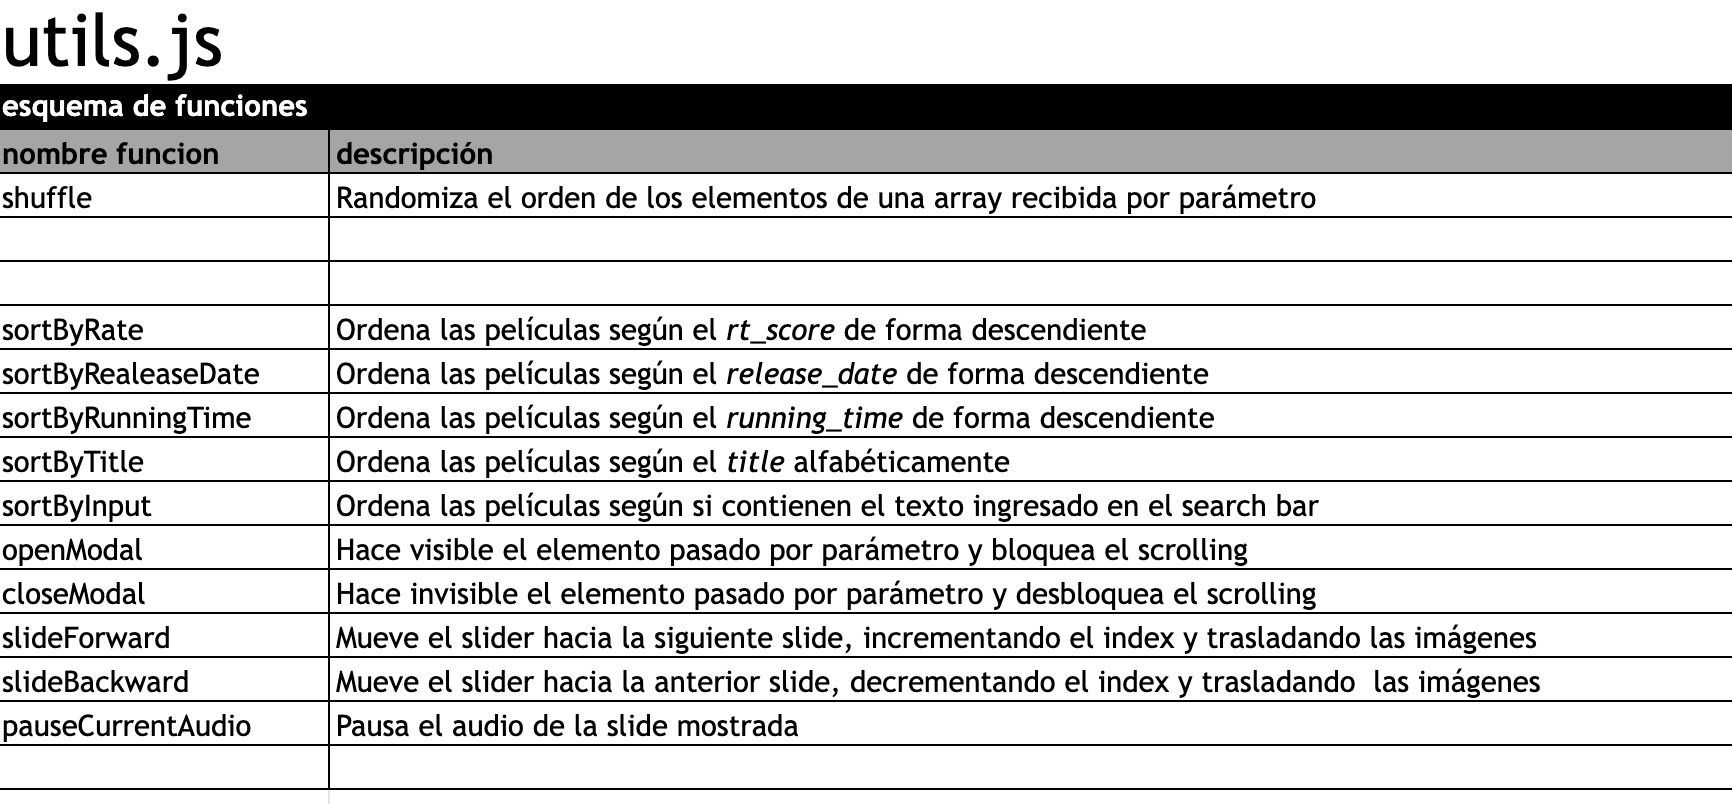 utils.js
esquema de funciones
nombre funcion descripción
shuffle Randomiza el orden de los elementos de una array recibida por parámetro
sortByRate Ordena las películas según el rt_score de forma descendiente
sortByRealeaseDate Ordena las películas según el release_date de forma descendiente
sortByRunningTime Ordena las películas según el running_time de forma descendiente
sortByTitle Ordena las películas según el title alfabéticamente
sortByInput Ordena las películas según si contienen el texto ingresado en el search bar
openModal Hace visible el elemento pasado por parámetro y bloquea el scrolling
closeModal Hace invisible el elemento pasado por parámetro y desbloquea el scrolling
slideForward Mueve el slider hacia la siguiente slide, incrementando el index y trasladando las imágenes
slideBackward Mueve el slider hacia la anterior slide, decrementando el index y trasladando  las imágenes
pauseCurrentAudio Pausa el audio de la slide mostrada